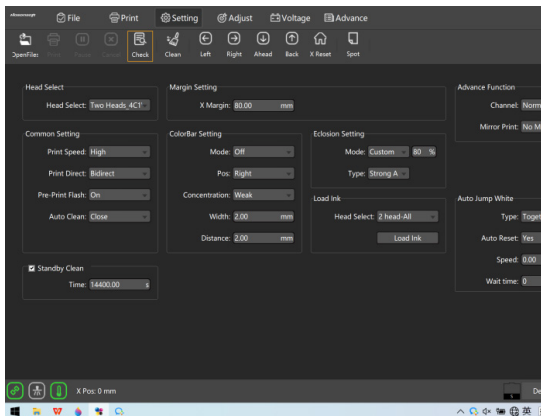 File Print Setting Adjust Voltage Advance
OpenFile Print Pause Cancel Check Clean Left Right Ahead Back X Reset Spot
Head Select
Head Select: Two Heads_4C1
Margin Setting
X Margin: 80.00 mm
Advance Function
Channel: Norm
Mirror Print: No M
Common Setting
Print Speed: High
Print Direct: Bidirect
Pre-Print Flash: On
Auto Clean: Close
ColorBar Setting
Mode: Off
Pos: Right
Concentration: Weak
Width: 2.00 mm
Distance: 2.00 mm
Eclosion Setting
Mode: Custom 80 %
Type: Strong A
Load Ink
Head Select: 2 head-All
Load Ink
Auto Jump White
Type: Toget
Auto Reset: Yes
Speed: 0.00
Wait time: 0
Standby Clean
Time: 14400.00 s
X Pos: 0 mm
De
英